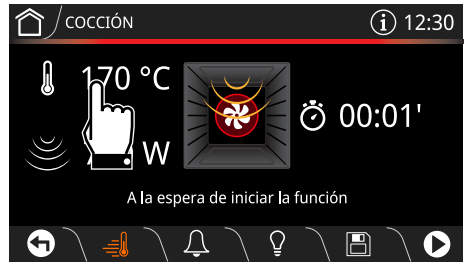 COCCIÓN
i 12:30
170 °C
00:01'
W
A la espera de iniciar la función